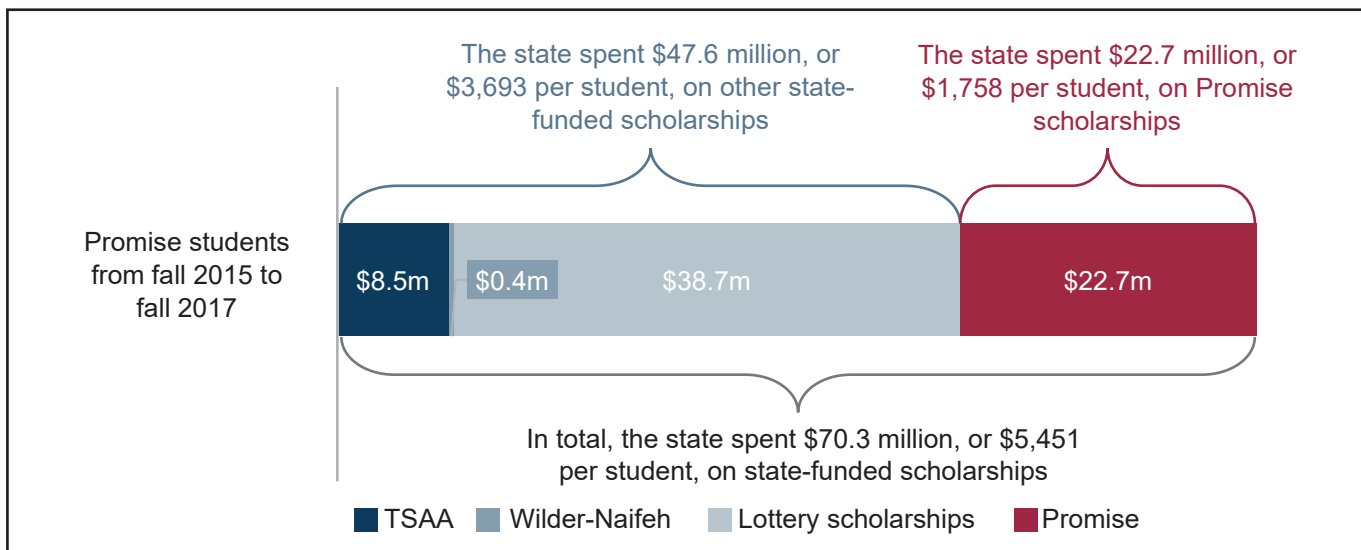 The state spent $47.6 million, or
$3,693 per student, on other state-
funded scholarships
The state spent $22.7 million, or
$1,758 per student, on Promise
scholarships
Promise students
from fall 2015 to
fall 2017
$8.5m
$0.4m
$38.7m
$22.7m
In total, the state spent $70.3 million, or $5,451
per student, on state-funded scholarships
TSAA
Wilder-Naifeh
Lottery scholarships
Promise